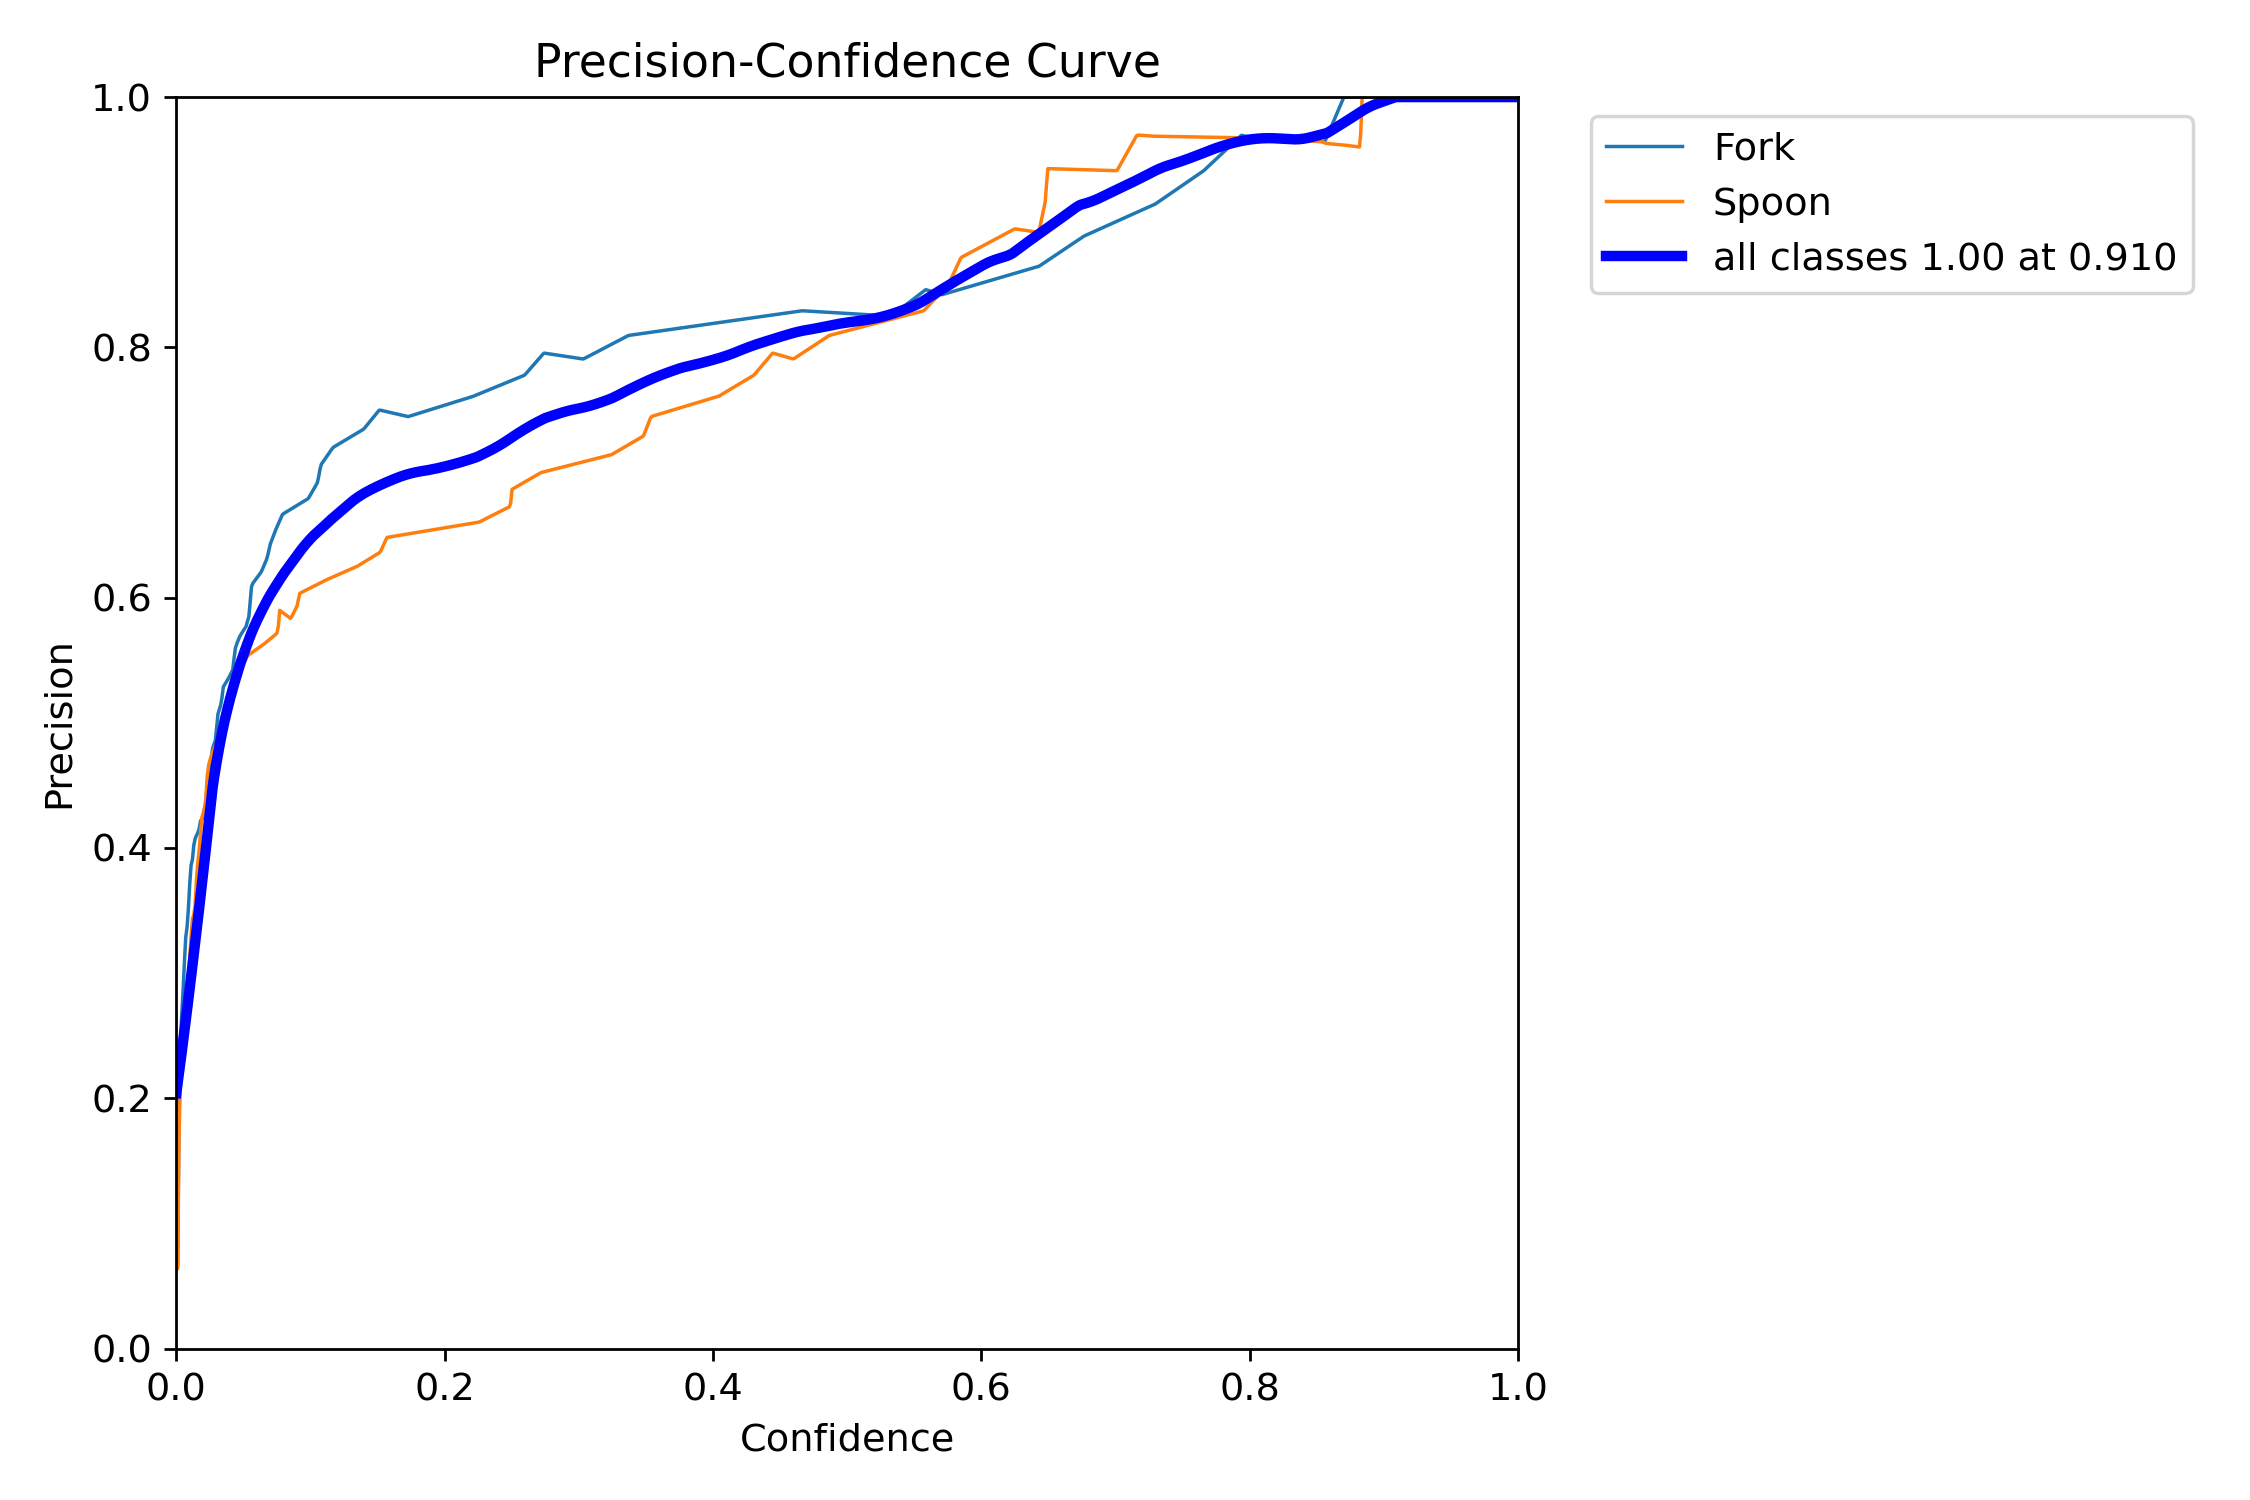 Precision-Confidence Curve
1.0
0.8
0.6
0.4
0.2
0.0
Precision
0.0 0.2 0.4 0.6 0.8 1.0
Confidence
Fork
Spoon
all classes 1.00 at 0.910